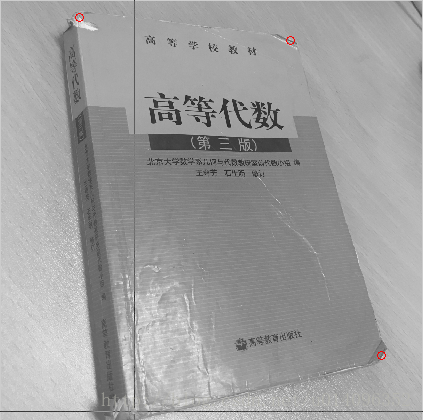 高等学校教材
高等代数
(第三版)
北京大学数学系几何与代数教研室前代数小组 编
王萼芳 石生明 修订
高等教育出版社
高等代数